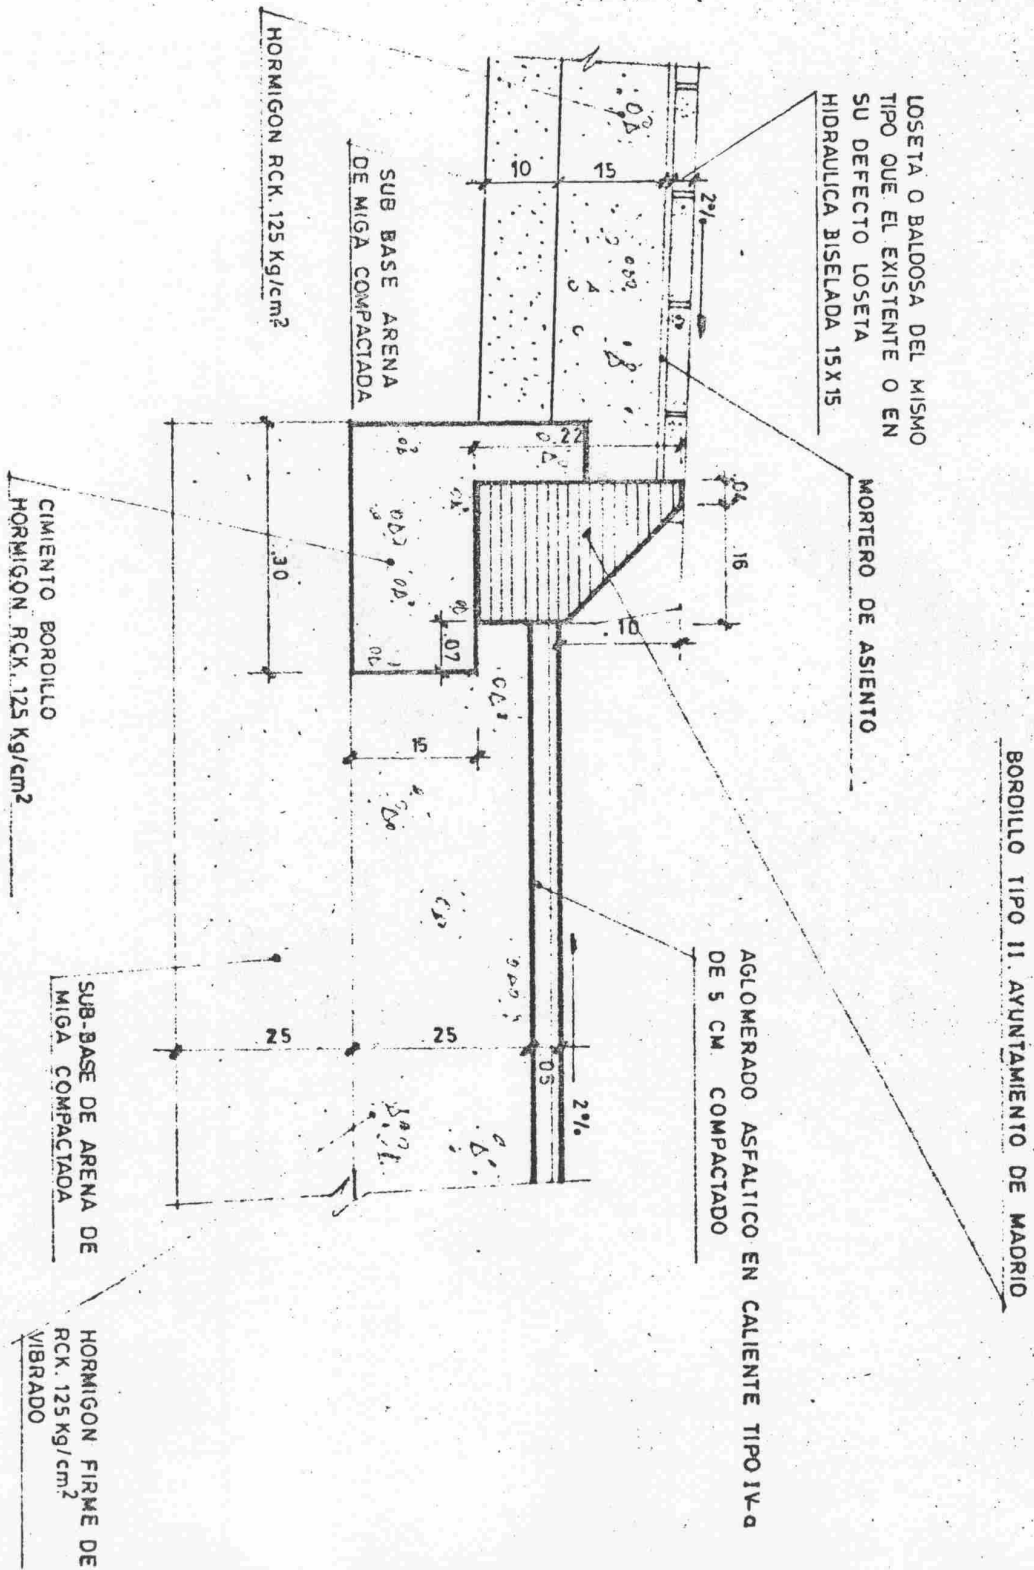 BORDILLO TIPO II. AYUNTAMIENTO DE MADRID
LOSETA O BALDOSA DEL MISMO
TIPO QUE EL EXISTENTE O EN
SU DEFECTO LOSETA
HIDRAULICA BISELADA 15X15
MORTERO DE ASIENTO
AGLOMERADO ASFALTICO EN CALIENTE TIPO IV-a
DE 5 CM COMPACTADO
2%
.04
16
.10
2%
15
10
22
05
.07
15
25
25
.30
SUB BASE ARENA
DE MIGA COMPACTADA
HORMIGON RCK. 125 Kg/cm2
CIMIENTO BORDILLO
HORMIGON RCK. 125 Kg/cm2
SUB-BASE DE ARENA DE
MIGA COMPACTADA
HORMIGON FIRME DE
RCK. 125 Kg/cm2
VIBRADO